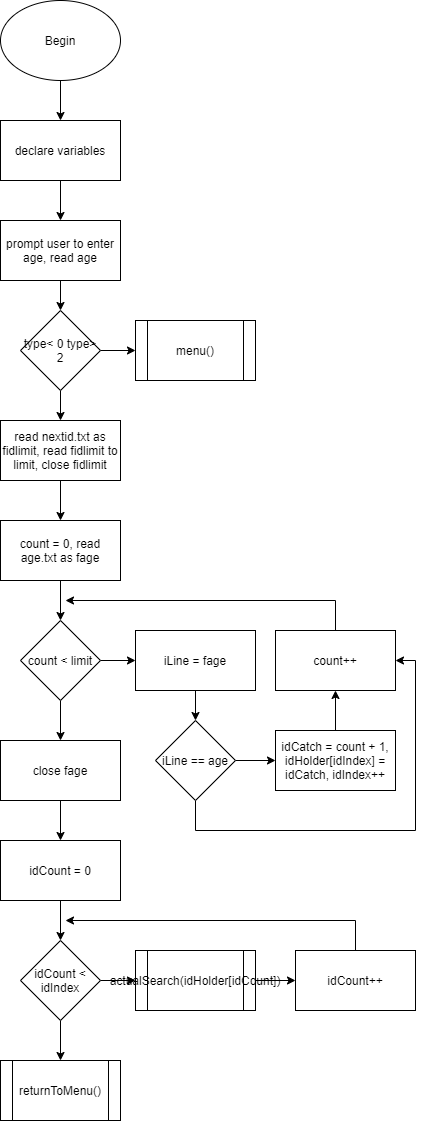 Begin
declare variables
prompt user to enter
age, read age
type< 0 type>
2
menu()
read nextid.txt as
fidlimit, read fidlimit to
limit, close fidlimit
count = 0, read
age.txt as fage
count < limit
iLine = fage
count++
iLine == age
idCatch = count + 1,
idHolder[idIndex] =
idCatch, idIndex++
close fage
idCount = 0
idCount <
idIndex
actualSearch(idHolder[idCount])
idCount++
returnToMenu()